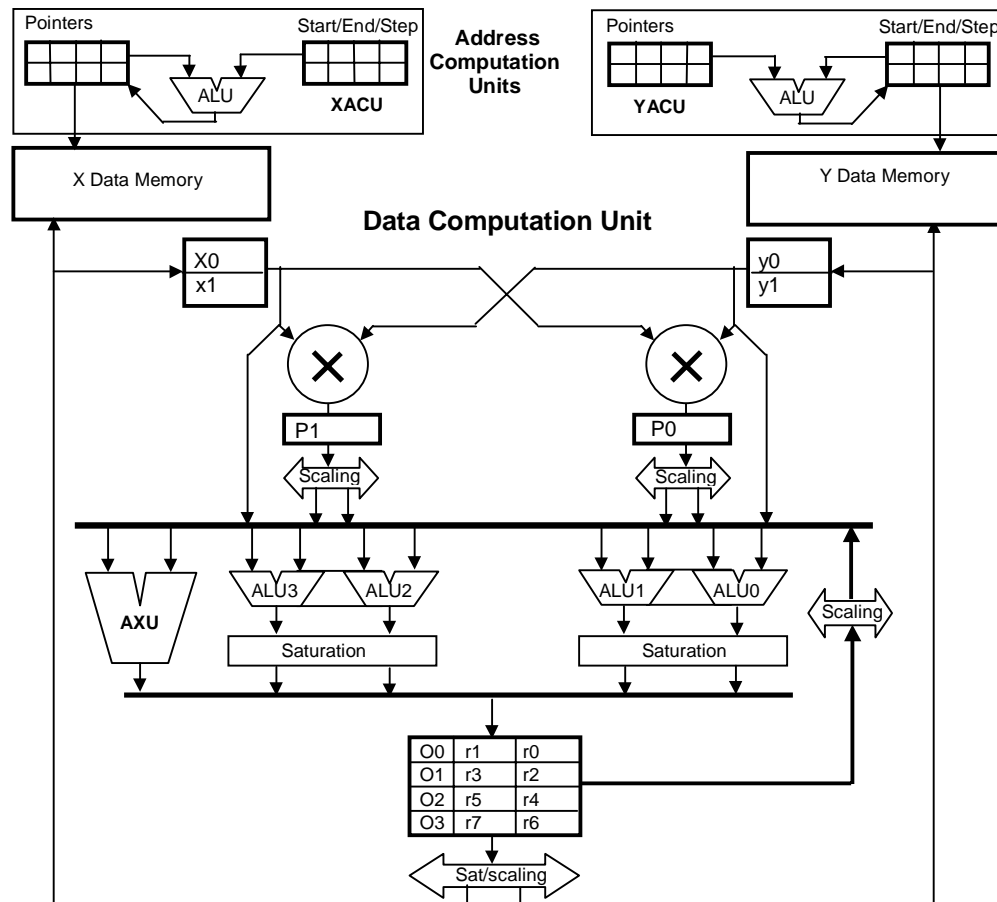 Pointers
Start/End/Step
ALU
XACU
Address
Computation
Units
Pointers
Start/End/Step
YACU
ALU
X Data Memory
Y Data Memory
Data Computation Unit
X0
x1
y0
y1
P1
P0
Scaling
Scaling
AXU
ALU3
ALU2
ALU1
ALU0
Scaling
Saturation
Saturation
O0 r1 r0
O1 r3 r2
O2 r5 r4
O3 r7 r6
Sat/scaling